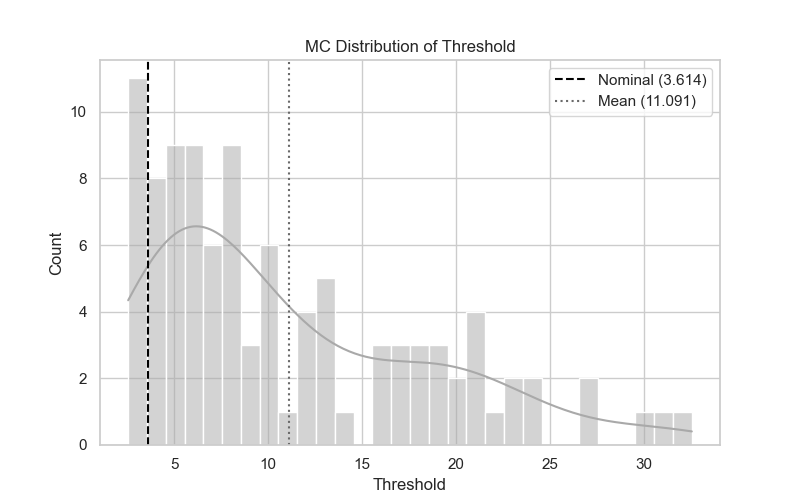 MC Distribution of Threshold
Nominal (3.614)
Mean (11.091)
Count
10
8
6
4
2
0
5
10
15
20
25
30
Threshold